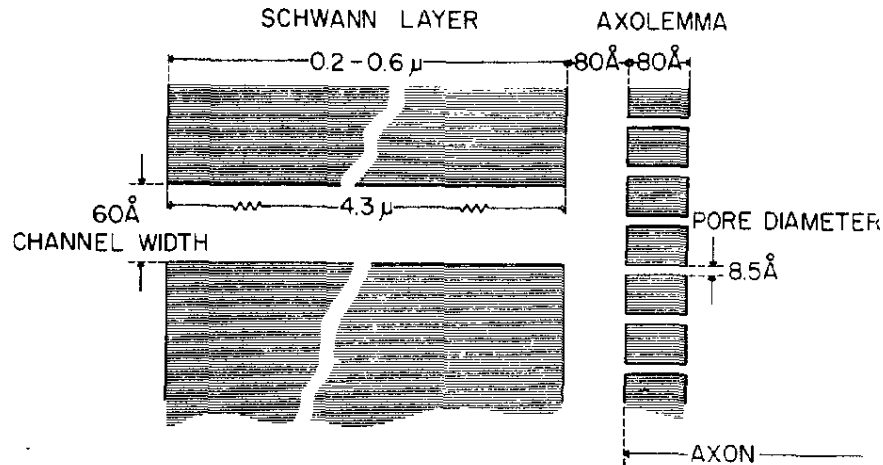 SCHWANN LAYER
AXOLEMMA
0.2-0.6 μ
80Å
80Å
60Å
CHANNEL WIDTH
4.3 μ
PORE DIAMETER
8.5Å
AXON